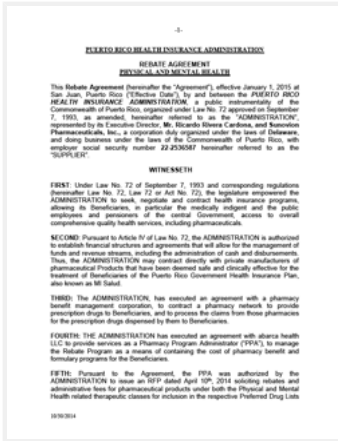 -1-
PUERTO RICO HEALTH INSURANCE ADMINISTRATION
REBATE AGREEMENT
PHYSICAL AND MENTAL HEALTH
This Rebate Agreement (hereinafter the "Agreement"), effective January 1, 2015 at
San Juan, Puerto Rico ("Effective Date"), by and between the PUERTO RICO
HEALTH INSURANCE ADMINISTRATION, a public instrumentality of the
Commonwealth of Puerto Rico, organized under Law No. 72 approved on September
7, 1993, as amended, hereinafter referred to as the "ADMINISTRATION",
represented by its Executive Director, Mr. Ricardo Rivera Cardona, and Sunovion
Pharmaceuticals, Inc., a corporation duly organized under the laws of Delaware,
and doing business under the laws of the Commonwealth of Puerto Rico, with
employer social security number 22-2536587 hereinafter referred to as the
"SUPPLIER".
WITNESSETH
FIRST: Under Law No. 72 of September 7, 1993 and corresponding regulations
(hereinafter Law No. 72, Law 72 or Act No. 72), the legislature empowered the
ADMINISTRATION to seek, negotiate and contract health insurance programs,
allowing its Beneficiaries, in particular the medically indigent and the public
employees and pensioners of the central Government, access to overall
comprehensive quality health services, including pharmaceuticals.
SECOND: Pursuant to Article IV of Law No. 72, the ADMINISTRATION is authorized
to establish financial structures and agreements that will allow for the management of
funds and revenue streams, including the administration of cash and disbursements.
Thus, the ADMINISTRATION may contract directly with private manufacturers of
pharmaceutical Products that have been deemed safe and clinically effective for the
treatment of Beneficiaries of the Puerto Rico Government Health Insurance Plan,
also known as MI Salud.
THIRD: The ADMINISTRATION, has executed an agreement with a pharmacy
benefit management corporation, to contract a pharmacy network to provide
prescription drugs to Beneficiaries, and to process the claims from those pharmacies
for the prescription drugs dispensed by them to Beneficiaries.
FOURTH: THE ADMINISTRATION has executed an agreement with abarca health
LLC to provide services as a Pharmacy Program Administrator ("PPA"), to manage
the Rebate Program as a means of containing the cost of pharmacy benefit and
formulary programs for the Beneficiaries.
FIFTH: Pursuant to the Agreement, the PPA was authorized by the
ADMINISTRATION to issue an RFP dated April 10th, 2014 soliciting rebates and
administrative fees for pharmaceutical products under both the Physical and Mental
Health related therapeutic classes for inclusion in the respective Preferred Drug Lists
10/30/2014